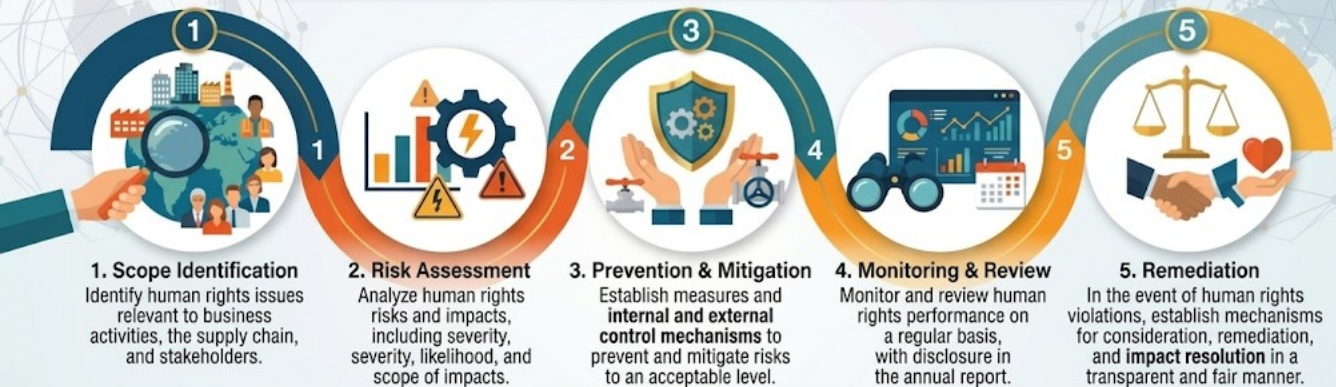 1
3
5
1
2
4
5
1. Scope Identification
Identify human rights issues
relevant to business
activities, the supply chain,
and stakeholders.
2. Risk Assessment
Analyze human rights
risks and impacts,
including severity,
severity, likelihood, and
scope of impacts.
3. Prevention & Mitigation
Establish measures and
internal and external
control mechanisms to
prevent and mitigate risks
to an acceptable level.
4. Monitoring & Review
Monitor and review human
rights performance on
a regular basis,
with disclosure in
the annual report.
5. Remediation
In the event of human rights
violations, establish mechanisms
for consideration, remediation,
and impact resolution in a
transparent and fair manner.